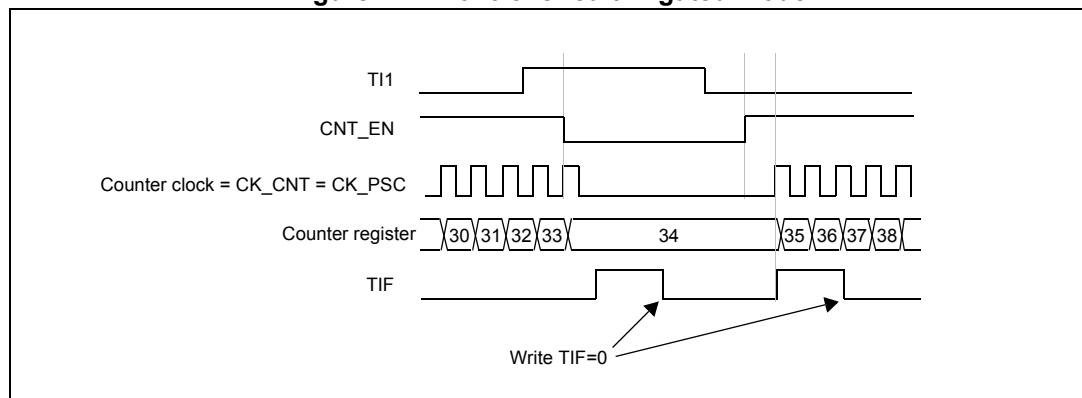 TI1
CNT_EN
Counter clock = CK_CNT = CK_PSC
Counter register 30 31 32 33 34 35 36 37 38
TIF
Write TIF=0